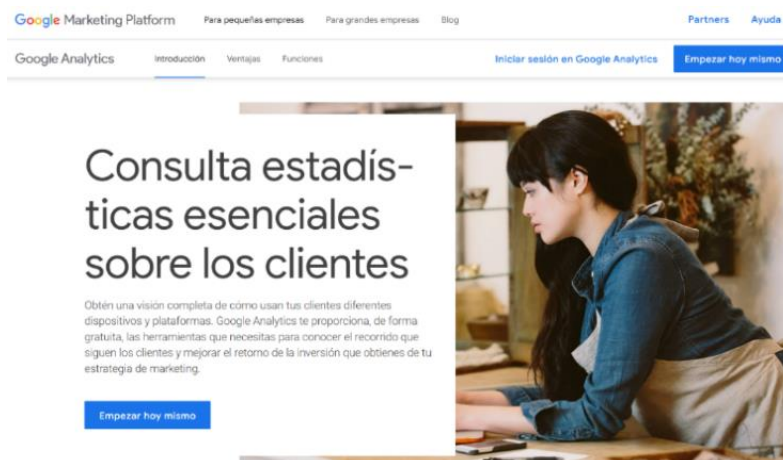 Google Marketing Platform Para pequeñas empresas Para grandes empresas Blog Partners Ayuda
Google Analytics Introducción Ventajas Funciones Iniciar sesión en Google Analytics Empezar hoy mismo
Consulta estadís-
ticas esenciales
sobre los clientes
Obtén una visión completa de cómo usan tus clientes diferentes
dispositivos y plataformas. Google Analytics te proporciona, de forma
gratuita, las herramientas que necesitas para conocer el recorrido que
siguen los clientes y mejorar el retorno de la inversión que obtienes de tu
estrategia de marketing.
Empezar hoy mismo